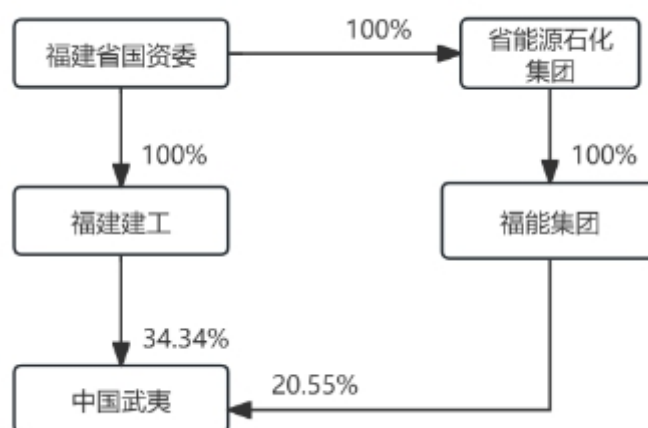 100%
福建省国资委
省能源石化
集团
100%
100%
福建建工
福能集团
34.34%
20.55%
中国武夷